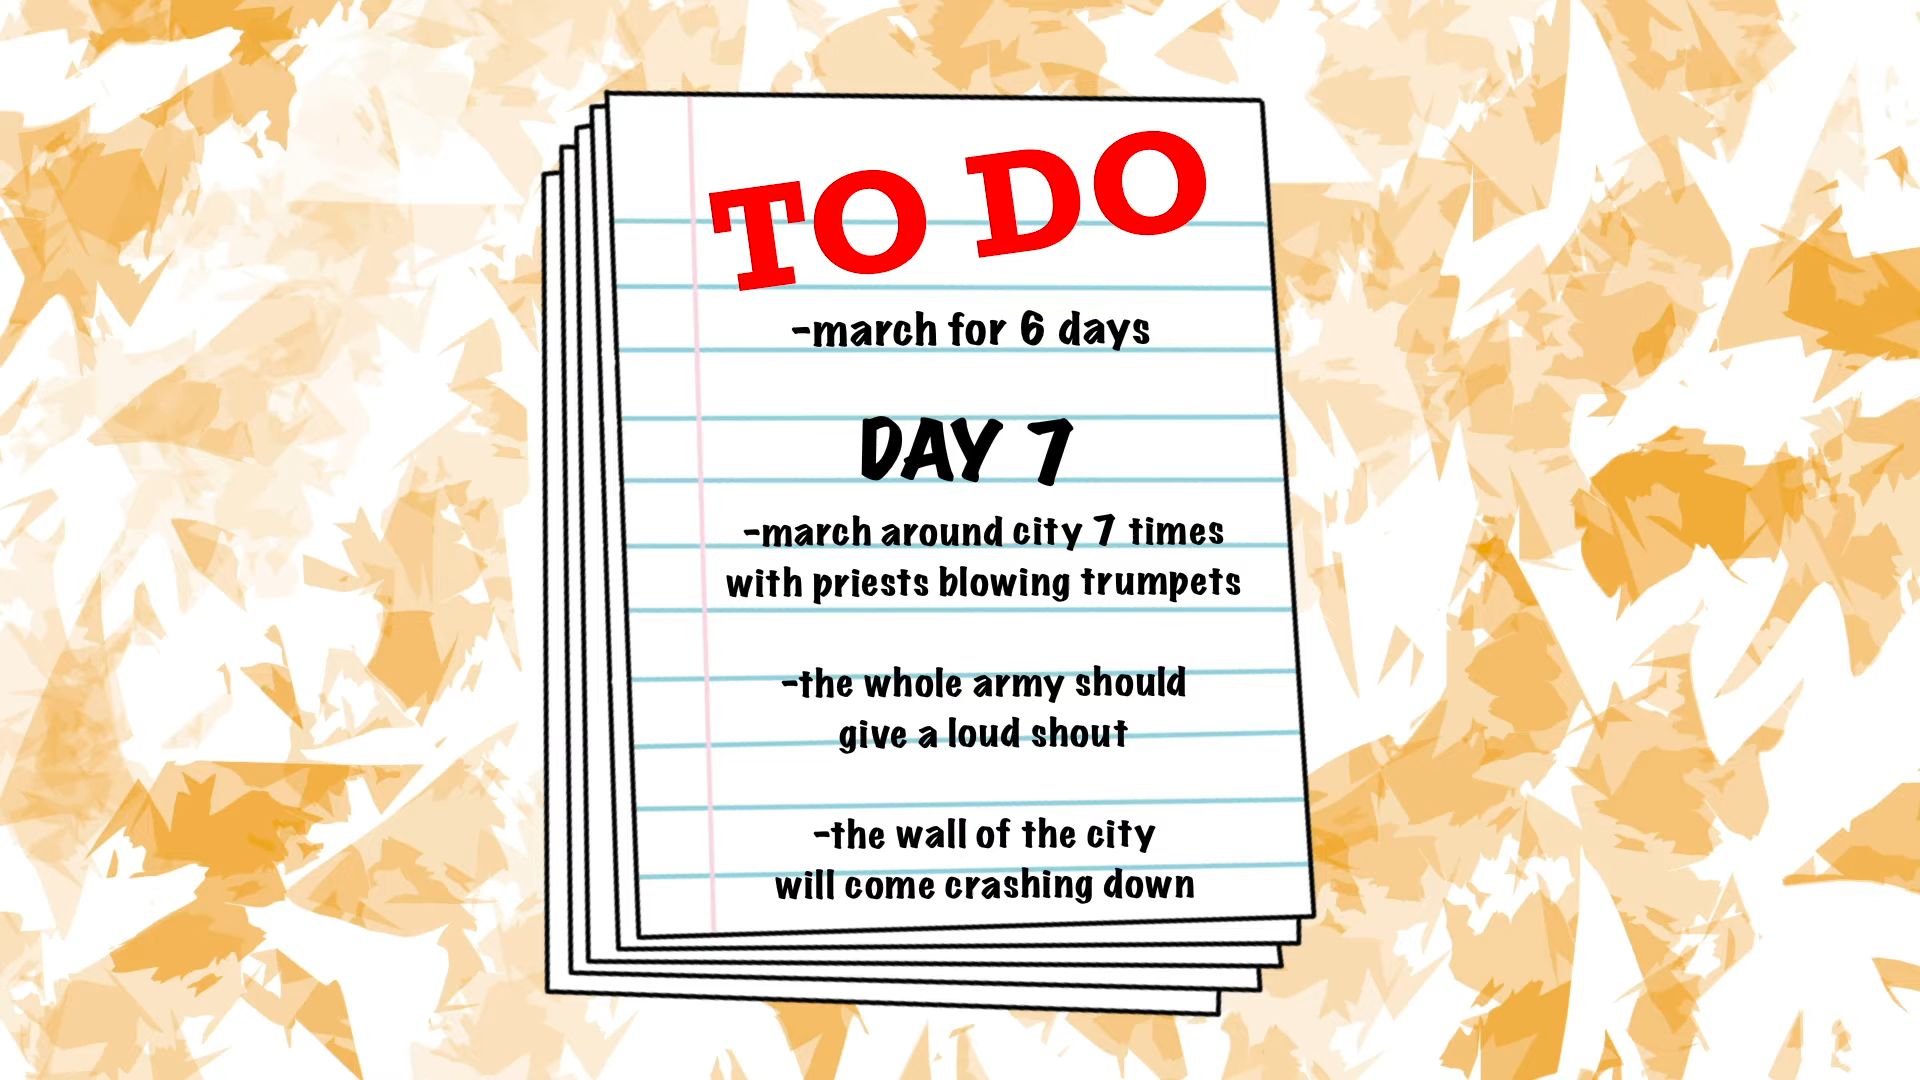 TO DO
-march for 6 days
DAY 7
-march around city 7 times
with priests blowing trumpets
-the whole army should
give a loud shout
-the wall of the city
will come crashing down